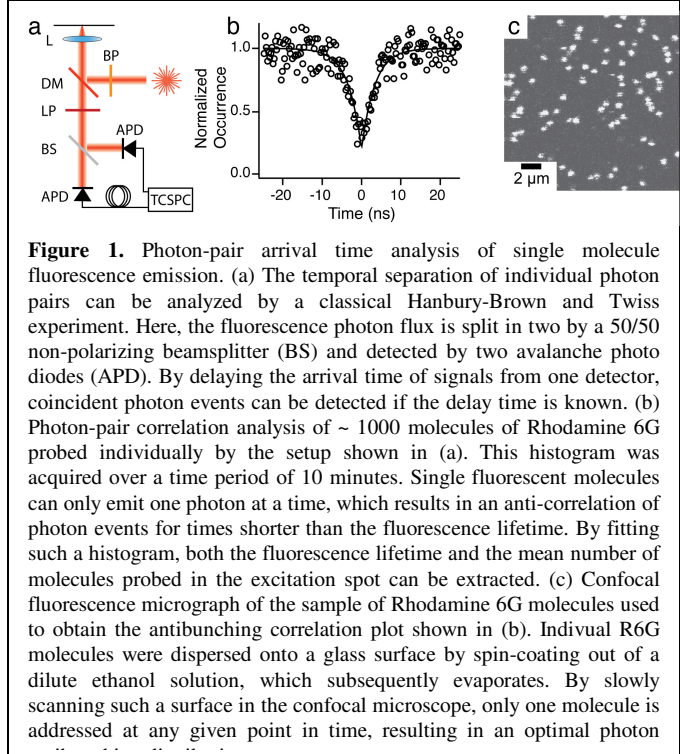 a
b
c
L
BP
DM
LP
APD
BS
APD
TCSPC
Normalized
Occurrence
1.0
0.5
0.0
-20
-10
0
10
20
Time (ns)
2 µm
Figure 1. Photon-pair arrival time analysis of single molecule
fluorescence emission. (a) The temporal separation of individual photon
pairs can be analyzed by a classical Hanbury-Brown and Twiss
experiment. Here, the fluorescence photon flux is split in two by a 50/50
non-polarizing beamsplitter (BS) and detected by two avalanche photo
diodes (APD). By delaying the arrival time of signals from one detector,
coincident photon events can be detected if the delay time is known. (b)
Photon-pair correlation analysis of ~ 1000 molecules of Rhodamine 6G
probed individually by the setup shown in (a). This histogram was
acquired over a time period of 10 minutes. Single fluorescent molecules
can only emit one photon at a time, which results in an anti-correlation of
photon events for times shorter than the fluorescence lifetime. By fitting
such a histogram, both the fluorescence lifetime and the mean number of
molecules probed in the excitation spot can be extracted. (c) Confocal
fluorescence micrograph of the sample of Rhodamine 6G molecules used
to obtain the antibunching correlation plot shown in (b). Indivual R6G
molecules were dispersed onto a glass surface by spin-coating out of a
dilute ethanol solution, which subsequently evaporates. By slowly
scanning such a surface in the confocal microscope, only one molecule is
addressed at any given point in time, resulting in an optimal photon